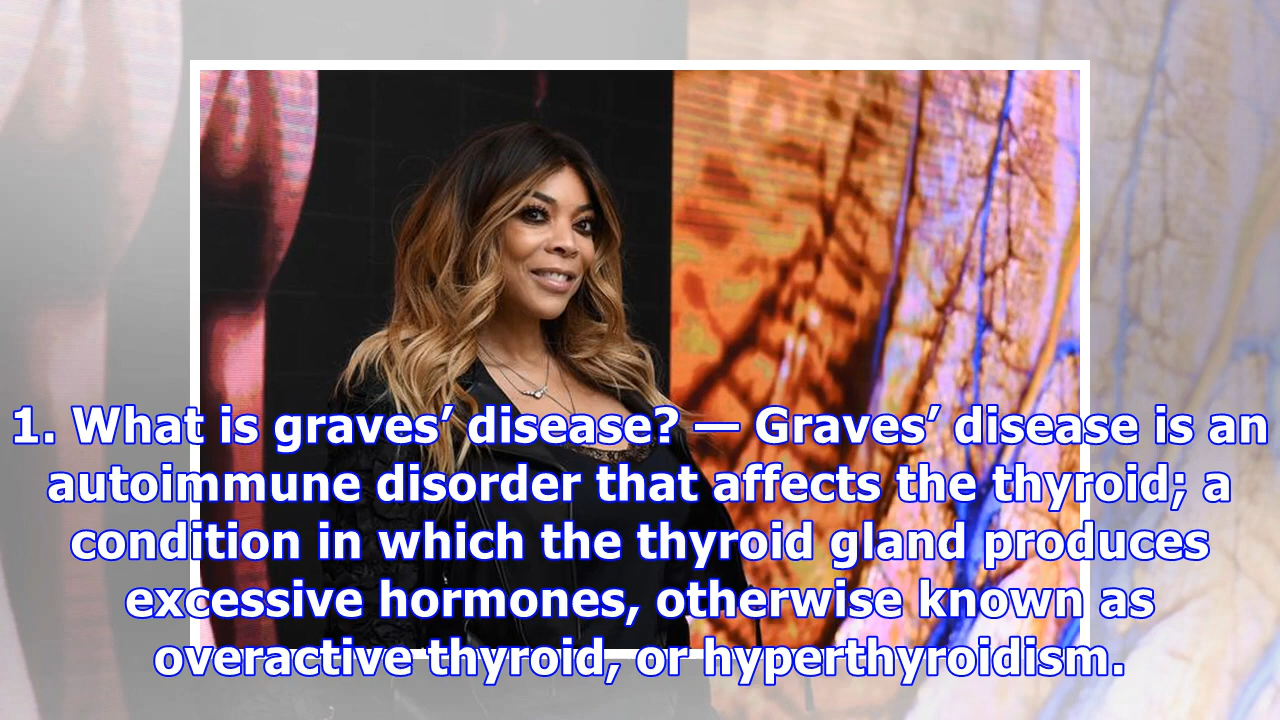 1. What is graves’ disease? — Graves’ disease is an
autoimmune disorder that affects the thyroid; a
condition in which the thyroid gland produces
excessive hormones, otherwise known as
overactive thyroid, or hyperthyroidism.